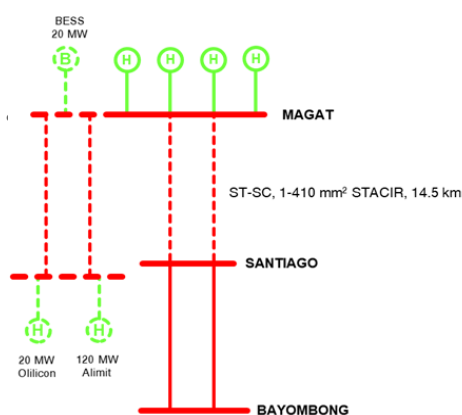 BESS
20 MW
B
H
H
H
H
MAGAT
ST-SC, 1-410 mm² STACIR, 14.5 km
SANTIAGO
H
H
20 MW
Olilicon
120 MW
Alimit
BAYOMBONG